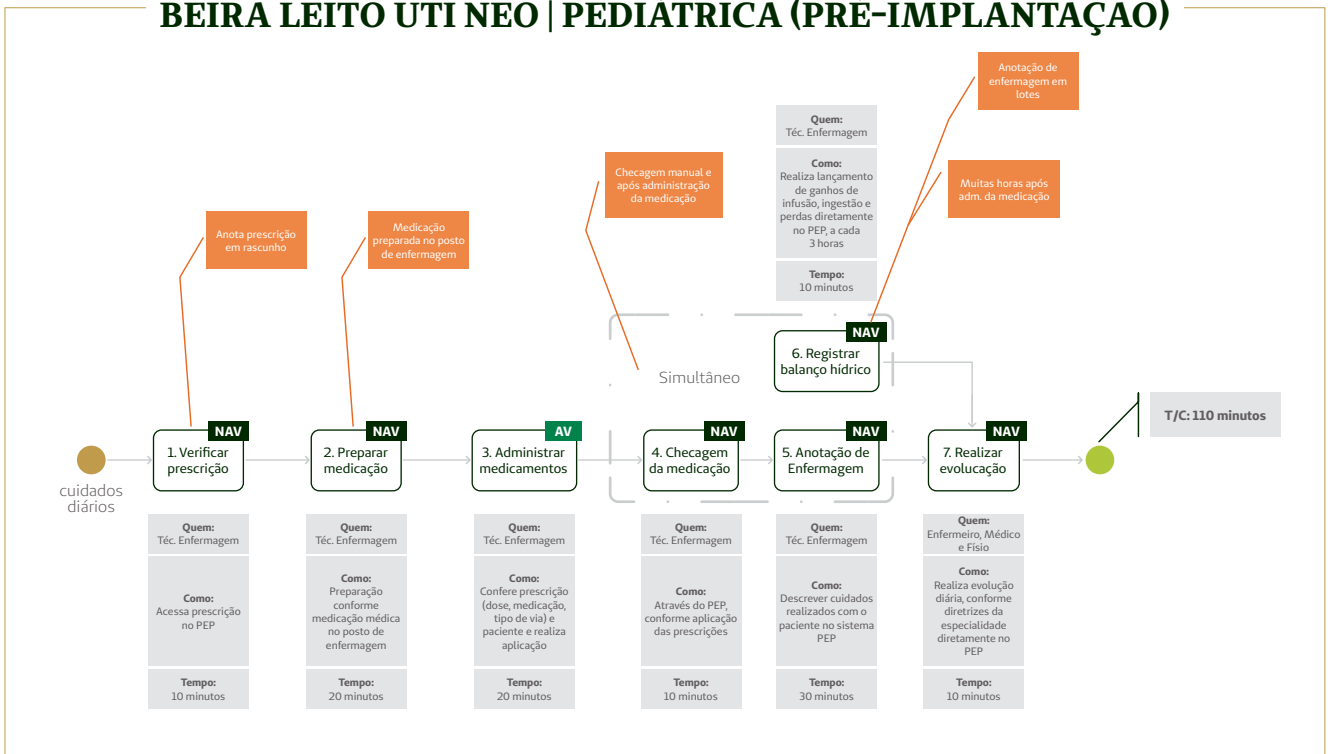 BEIRA LEITO UTI NEO | PEDIÁTRICA (PRÉ-IMPLANTAÇÃO)
Anotação de
enfermagem em
lotes
Quem:
Téc. Enfermagem
Como:
Realiza lançamento
de ganhos de
infusão, ingestão e
perdas diretamente
no PEP, a cada
3 horas
Tempo:
10 minutos
Checagem manual e
após administração
da medicação
Muitas horas após
adm. da medicação
Anota prescrição
em rascunho
Medicação
preparada no posto
de enfermagem
NAV
6. Registrar
balanço hídrico
Simultâneo
T/C: 110 minutos
cuidados
diários
NAV
1. Verificar
prescrição
NAV
2. Preparar
medicação
AV
3. Administrar
medicamentos
NAV
4. Checagem
da medicação
NAV
5. Anotação de
Enfermagem
NAV
7. Realizar
evolucação
Quem:
Téc. Enfermagem
Como:
Acessa prescrição
no PEP
Tempo:
10 minutos
Quem:
Téc. Enfermagem
Como:
Preparação
conforme
medicação médica
no posto de
enfermagem
Tempo:
20 minutos
Quem:
Téc. Enfermagem
Como:
Confere prescrição
(dose, medicação,
tipo de via) e
paciente e realiza
aplicação
Tempo:
20 minutos
Quem:
Téc. Enfermagem
Como:
Através do PEP,
conforme aplicação
das prescrições
Tempo:
10 minutos
Quem:
Téc. Enfermagem
Como:
Descrever cuidados
realizados com o
paciente no sistema
PEP
Tempo:
30 minutos
Quem:
Enfermeiro, Médico
e Físio
Como:
Realiza evolução
diária, conforme
diretrizes da
especialidade
diretamente no
PEP
Tempo:
10 minutos